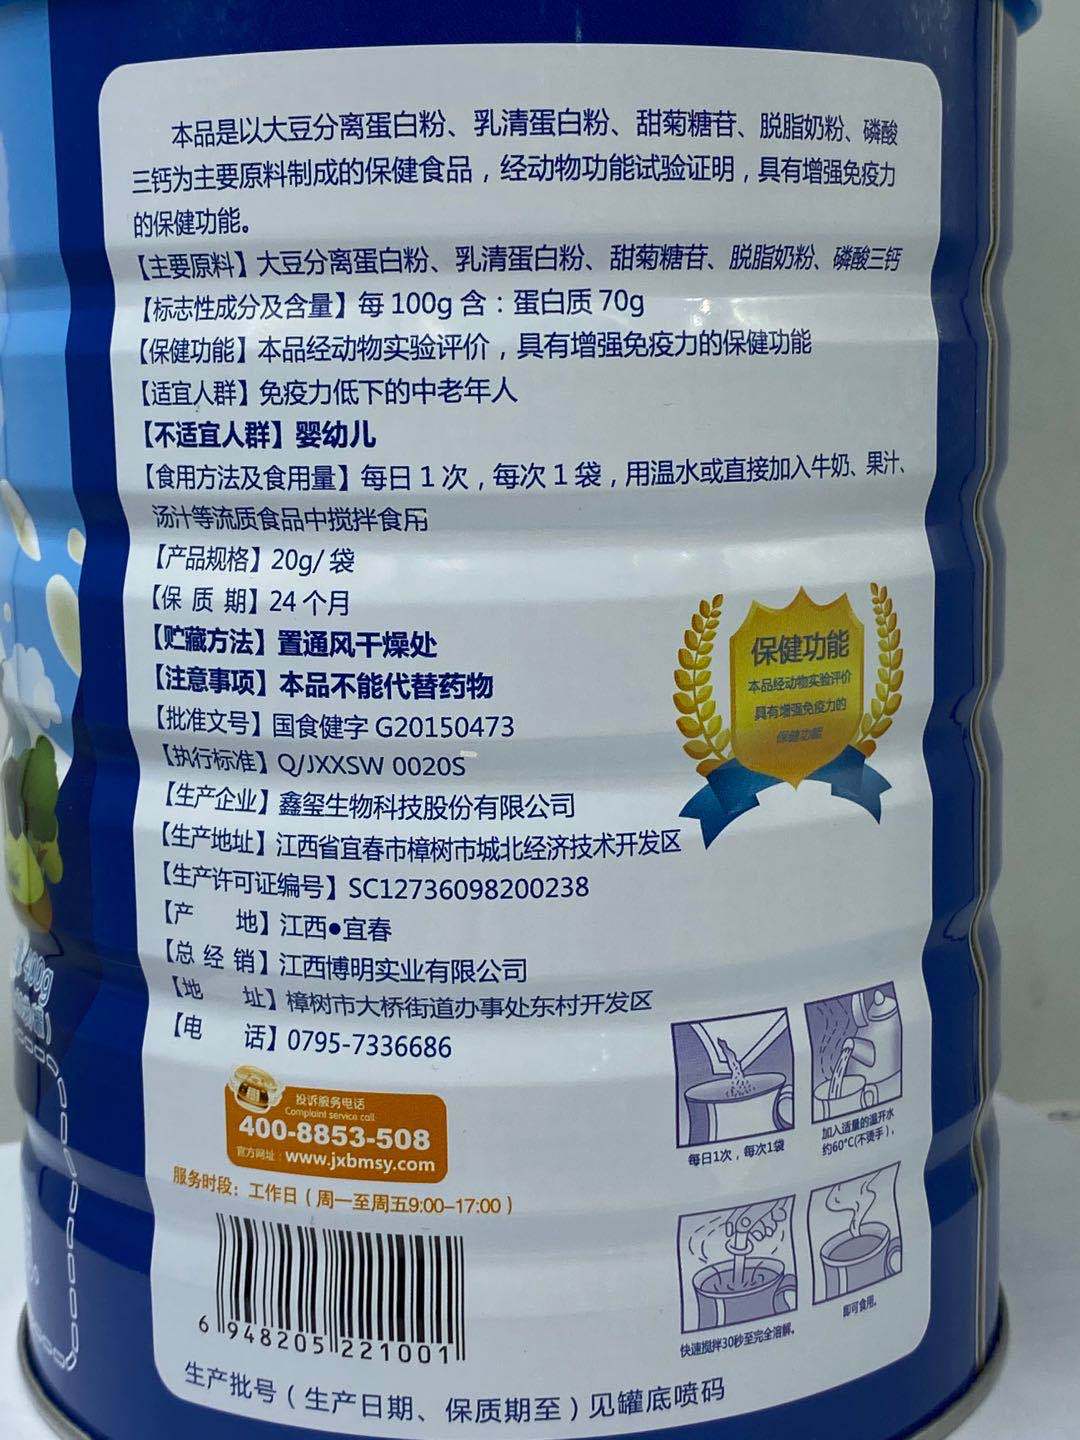 本品是以大豆分离蛋白粉、乳清蛋白粉、甜菊糖苷、脱脂奶粉、磷酸
三钙为主要原料制成的保健食品，经动物功能试验证明，具有增强免疫力
的保健功能。
【主要原料】大豆分离蛋白粉、乳清蛋白粉、甜菊糖苷、脱脂奶粉、磷酸三钙
【标志性成分及含量】每100g含：蛋白质70g
【保健功能】本品经动物实验评价，具有增强免疫力的保健功能
【适宜人群】免疫力低下的中老年人
【不适宜人群】婴幼儿
【食用方法及食用量】每日1次，每次1袋，用温水或直接加入牛奶、果汁、
汤汁等流质食品中搅拌食用
【产品规格】20g/袋
【保质期】24个月
【贮藏方法】置通风干燥处
【注意事项】本品不能代替药物
【批准文号】国食健字G20150473
【执行标准】Q/JXXSW 0020S
【生产企业】鑫玺生物科技股份有限公司
【生产地址】江西省宜春市樟树市城北经济技术开发区
【生产许可证编号】SC12736098200238
【产 地】江西●宜春
【总经销】江西博明实业有限公司
【地 址】樟树市大桥街道办事处东村开发区
【电 话】0795-7336686
保健功能
本品经动物实验评价
具有增强免疫力的
保健功能
投诉服务电话
Complaint service call
400-8853-508
官方网址：www.jxbmsy.com
服务时段：工作日（周一至周五9:00-17:00）
每日1次，每次1袋
加入适量的温开水
约60°C(不烫手)，
快速搅拌30秒至完全溶解。
即可食用。
6 948205 221001
生产批号（生产日期、保质期至）见罐底喷码
400g